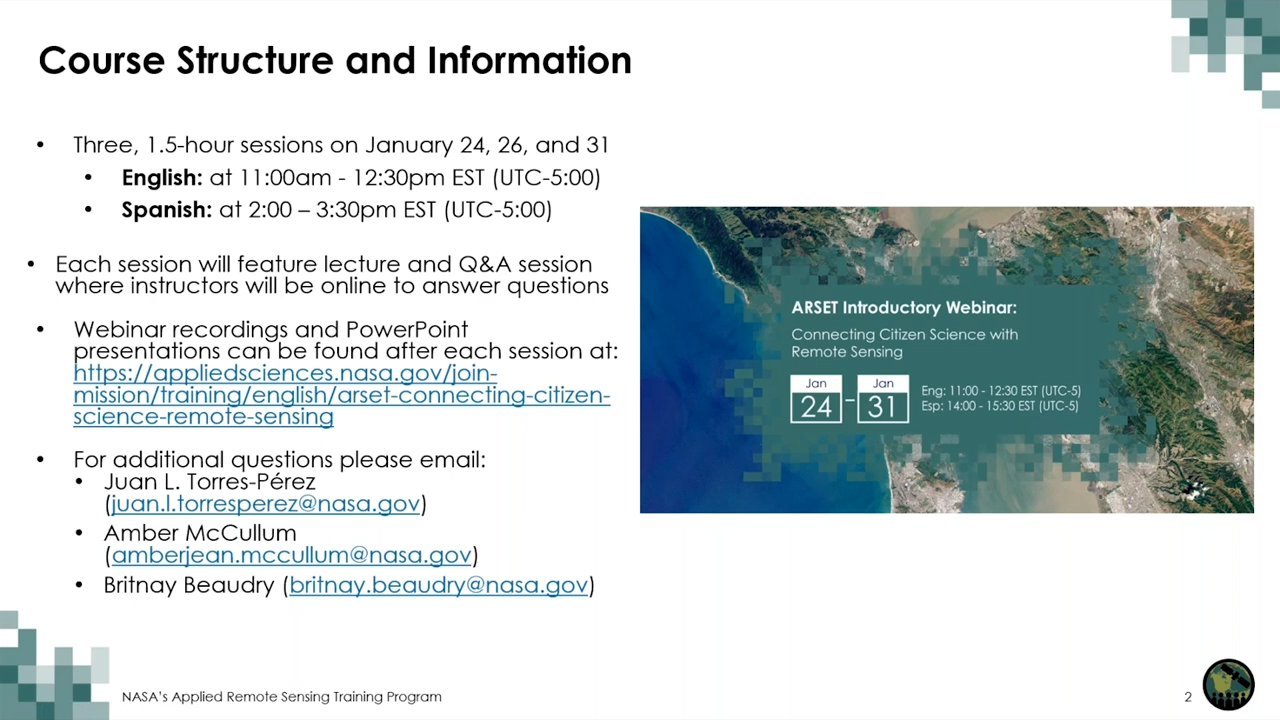 Course Structure and Information
• Three, 1.5-hour sessions on January 24, 26, and 31
• English: at 11:00am - 12:30pm EST (UTC-5:00)
• Spanish: at 2:00 – 3:30pm EST (UTC-5:00)
• Each session will feature lecture and Q&A session
where instructors will be online to answer questions
• Webinar recordings and PowerPoint
presentations can be found after each session at:
https://appliedsciences.nasa.gov/join-
mission/training/english/arset-connecting-citizen-
science-remote-sensing
• For additional questions please email:
• Juan L. Torres-Pérez
(juan.l.torresperez@nasa.gov)
• Amber McCullum
(amberjean.mccullum@nasa.gov)
• Britnay Beaudry (britnay.beaudry@nasa.gov)
ARSET Introductory Webinar:
Connecting Citizen Science with
Remote Sensing
Jan Jan
24 – 31
Eng: 11:00 - 12:30 EST (UTC-5)
Esp: 14:00 - 15:30 EST (UTC-5)
NASA's Applied Remote Sensing Training Program
2